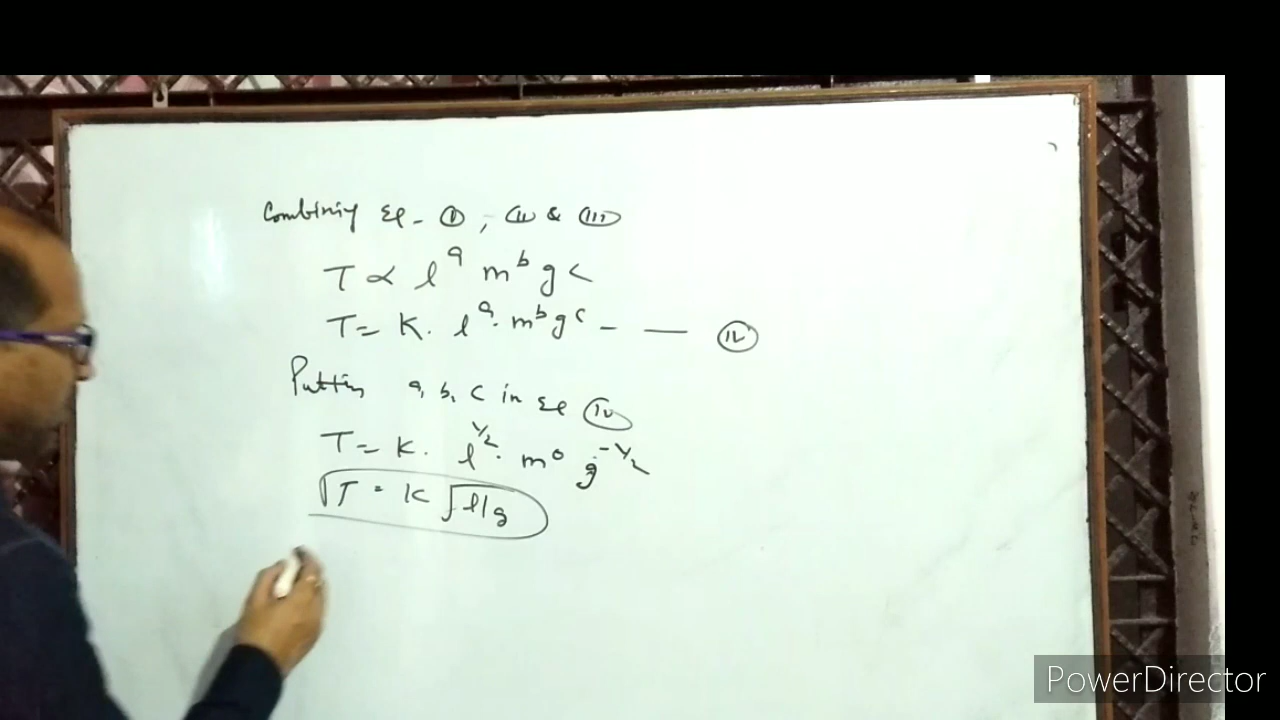 Combining Eq- (i), (ii) & (iii)
T ∝ l^a m^b g^c
T = K. l^a. m^b g^c - — (iv)
Putting a, b, c in Eq (iv)
T = K. l^1/2. m^0 g^-1/2
T = K √l/g
PowerDirector